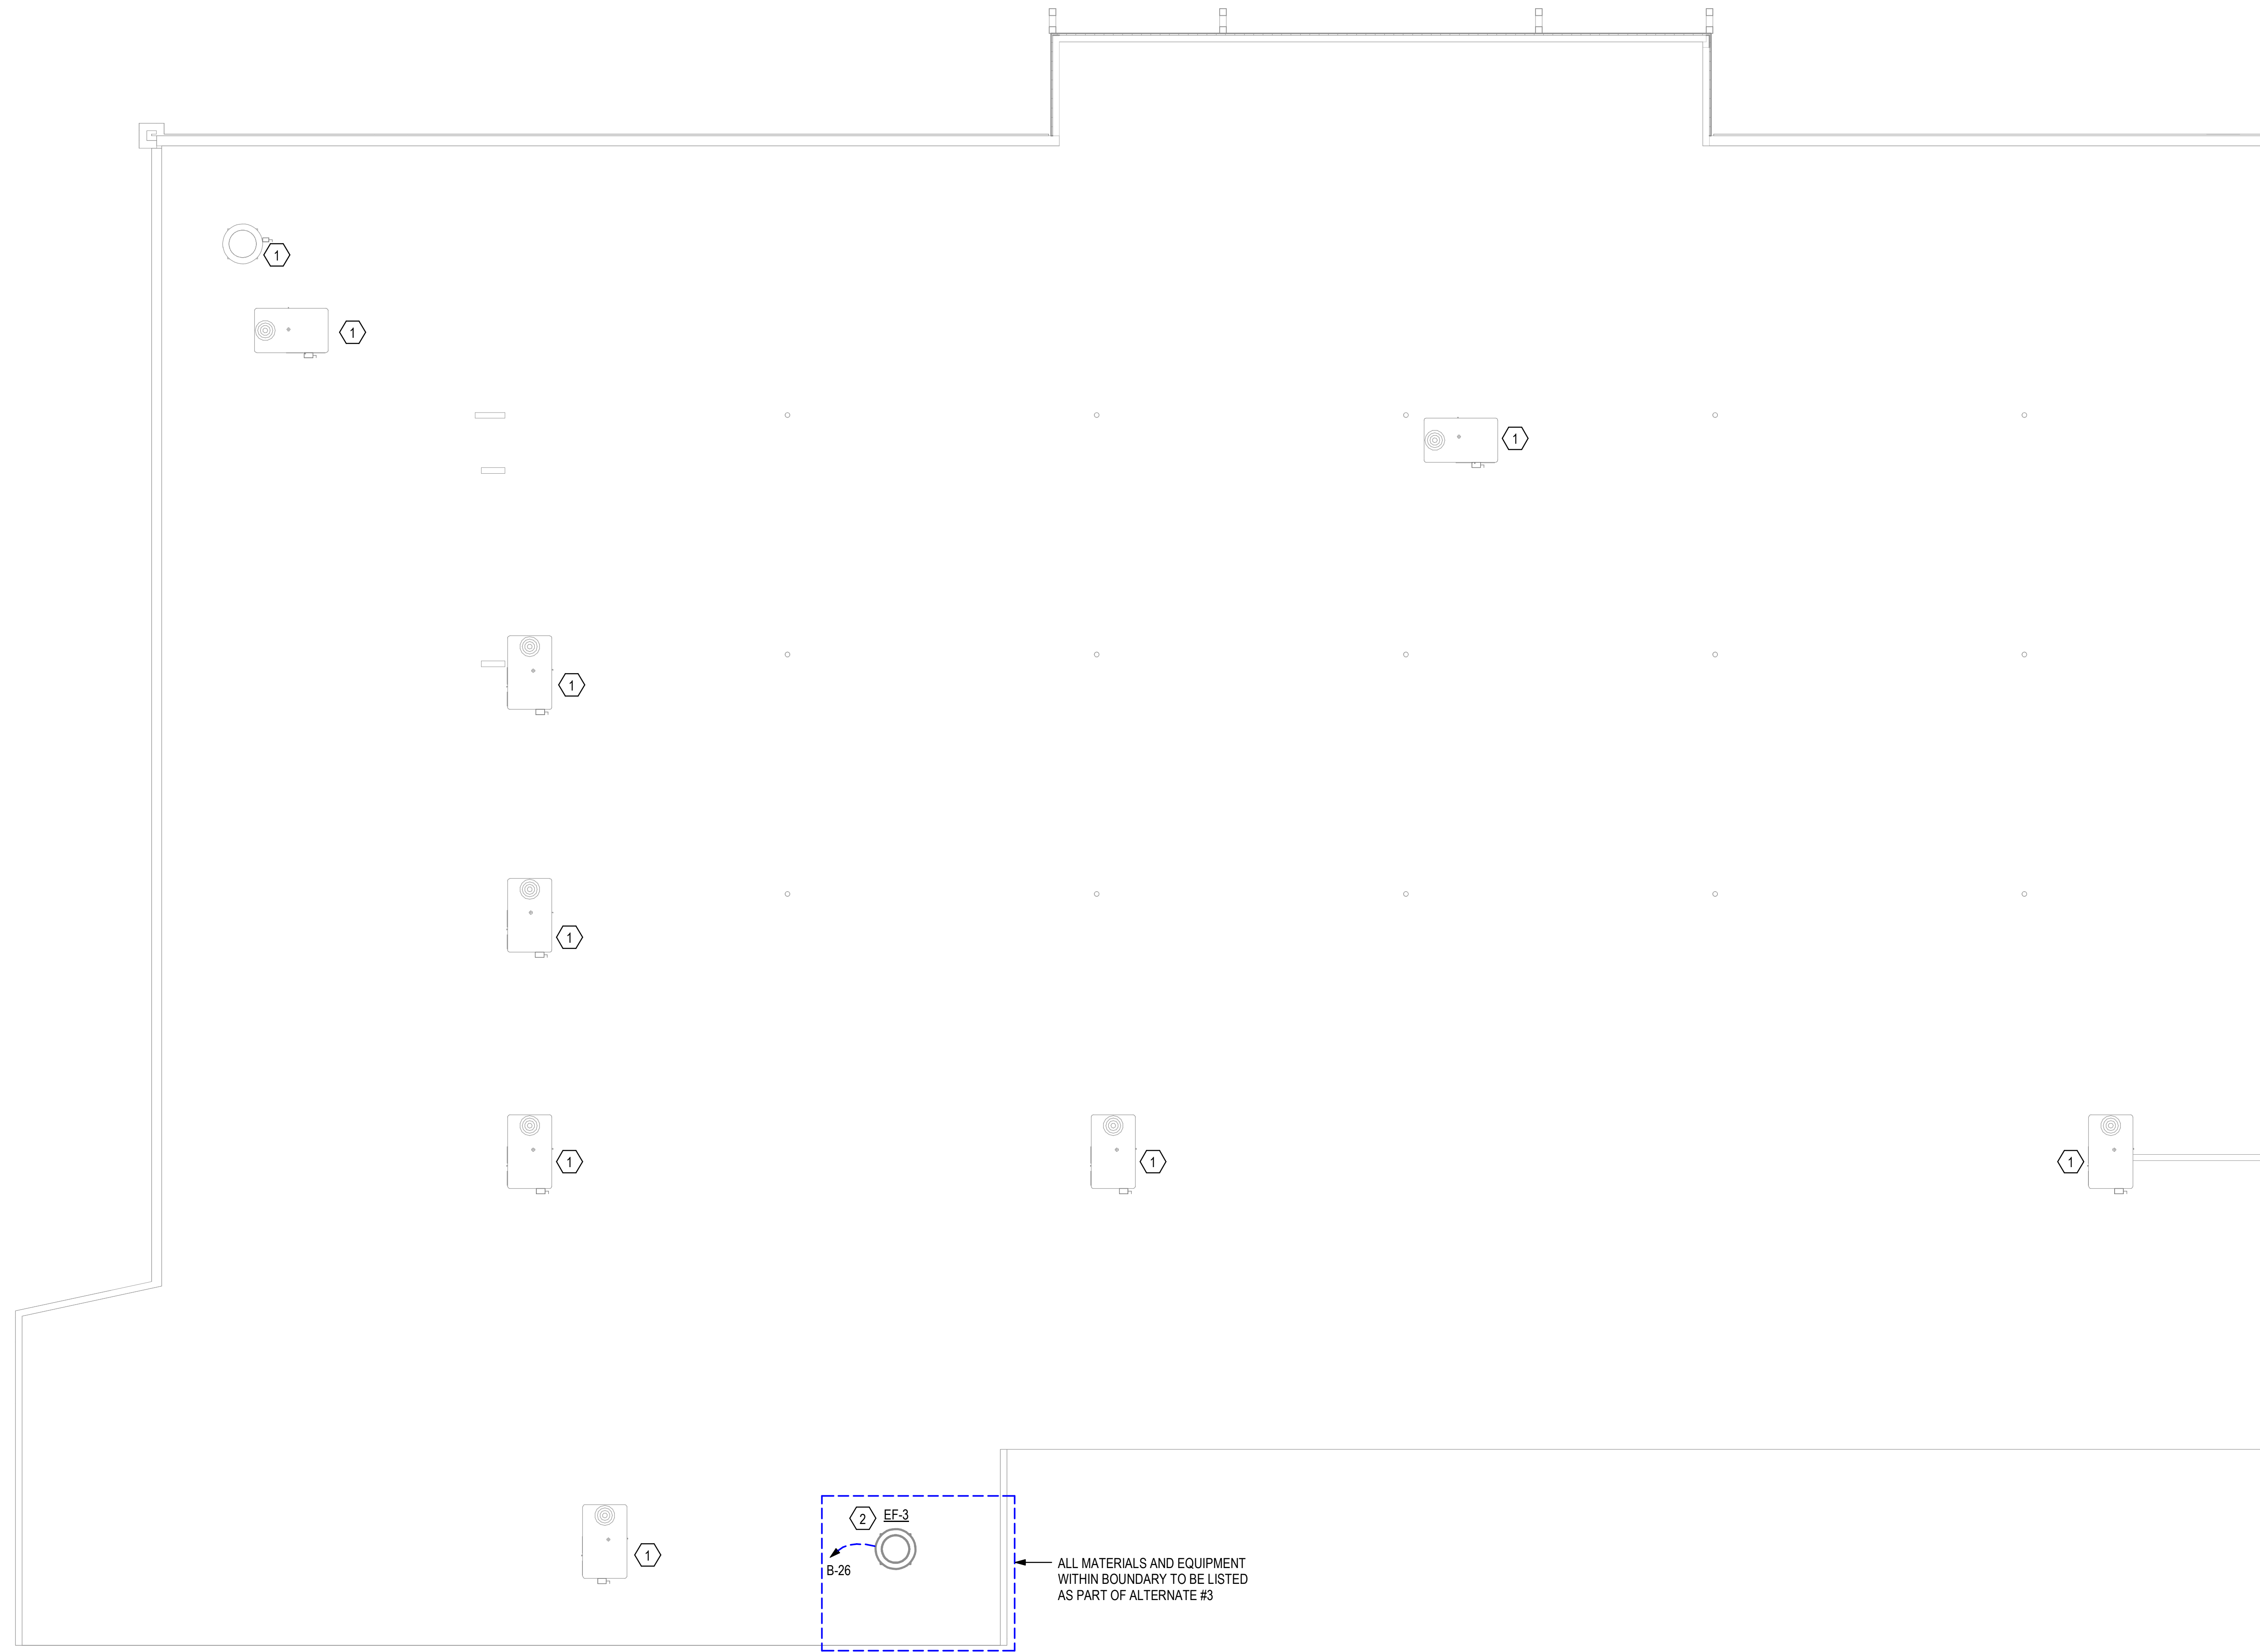 1
1
1
1
1
1
1
1
2 EF-3
B-26
1
ALL MATERIALS AND EQUIPMENT
WITHIN BOUNDARY TO BE LISTED
AS PART OF ALTERNATE #3